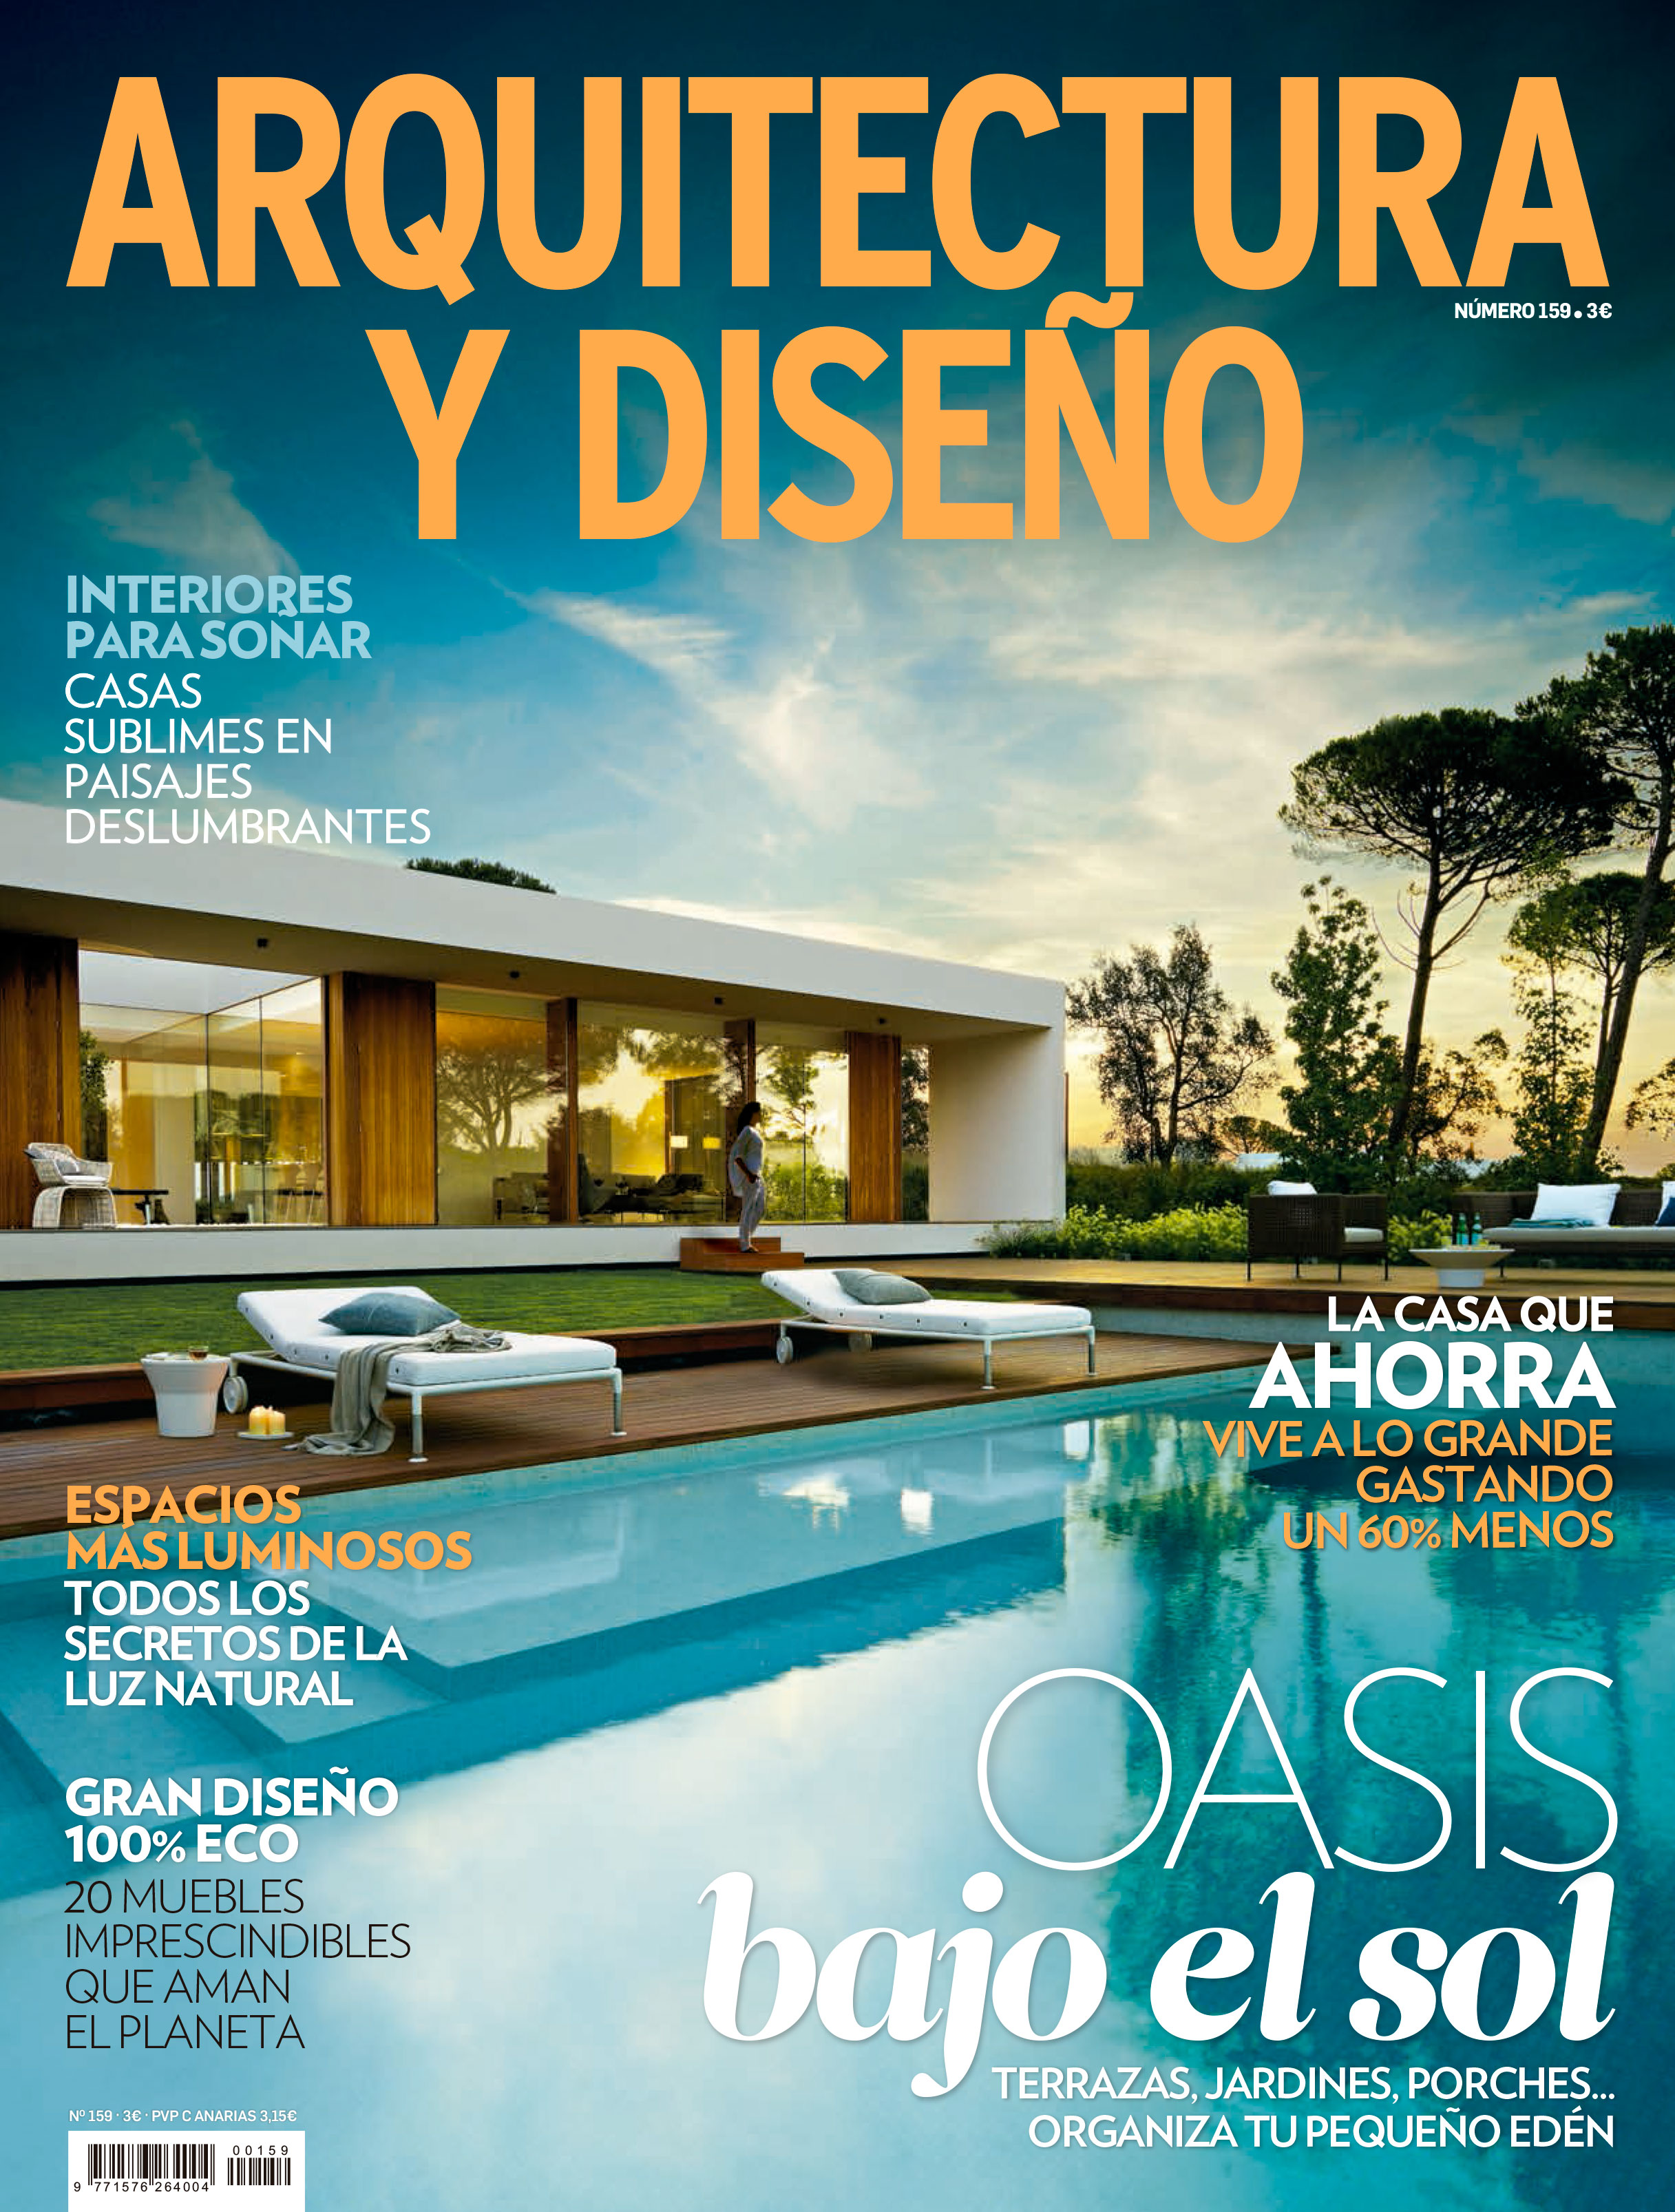 ARQUITECTURA
Y DISEÑO
NÚMERO 159 • 3€
INTERIORES
PARA SOÑAR
CASAS
SUBLIMES EN
PAISAJES
DESLUMBRANTES
LA CASA QUE
AHORRA
VIVE A LO GRANDE
GASTANDO
UN 60% MENOS
ESPACIOS
MÁS LUMINOSOS
TODOS LOS
SECRETOS DE LA
LUZ NATURAL
GRAN DISEÑO
100% ECO
20 MUEBLES
IMPRESCINDIBLES
QUE AMAN
EL PLANETA
OASIS
bajo el sol
TERRAZAS, JARDINES, PORCHES...
ORGANIZA TU PEQUEÑO EDÉN
Nº 159 · 3€ · PVP C ANARIAS 3,15€
00159
9 771576 264004